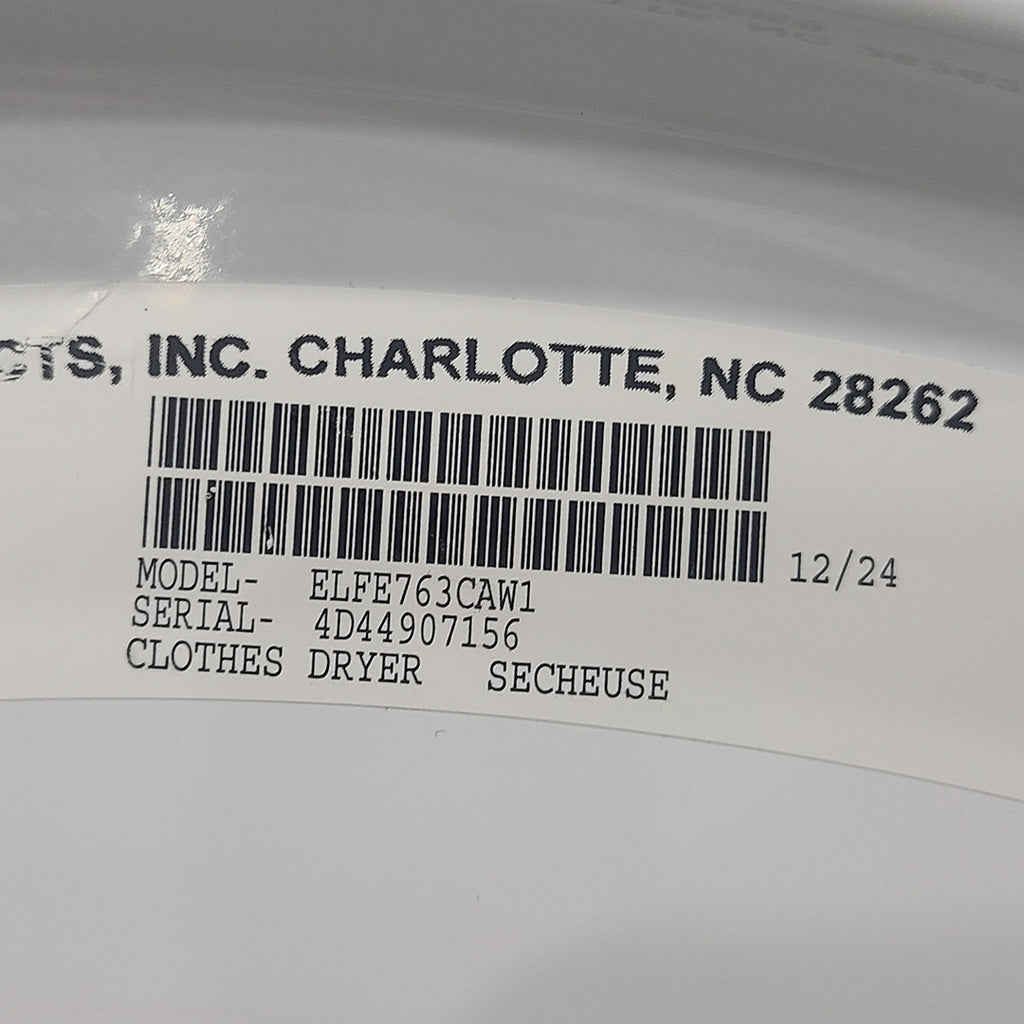 CTS, INC. CHARLOTTE, NC 28262
12/24
MODEL- ELFE763CAW1
SERIAL- 4D44907156
CLOTHES DRYER SECHEUSE